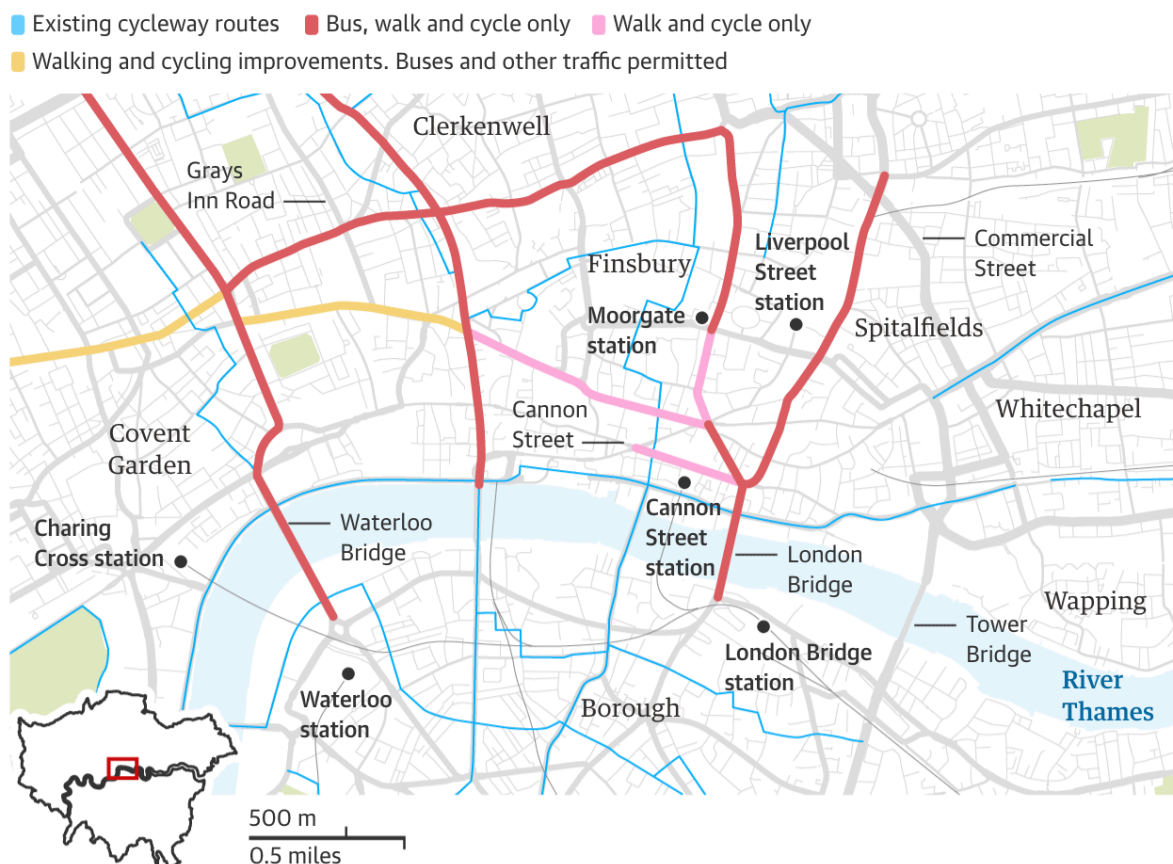 Existing cycleway routes
Bus, walk and cycle only
Walk and cycle only
Walking and cycling improvements. Buses and other traffic permitted
Clerkenwell
Grays
Inn Road
Liverpool
Street
station
Commercial
Street
Finsbury
Moorgate
station
Spitalfields
Cannon
Street
Whitechapel
Covent
Garden
Charing
Cross station
Waterloo
Bridge
Cannon
Street
station
London
Bridge
Wapping
Tower
Bridge
London Bridge
station
River
Thames
Waterloo
station
Borough
500 m
0.5 miles